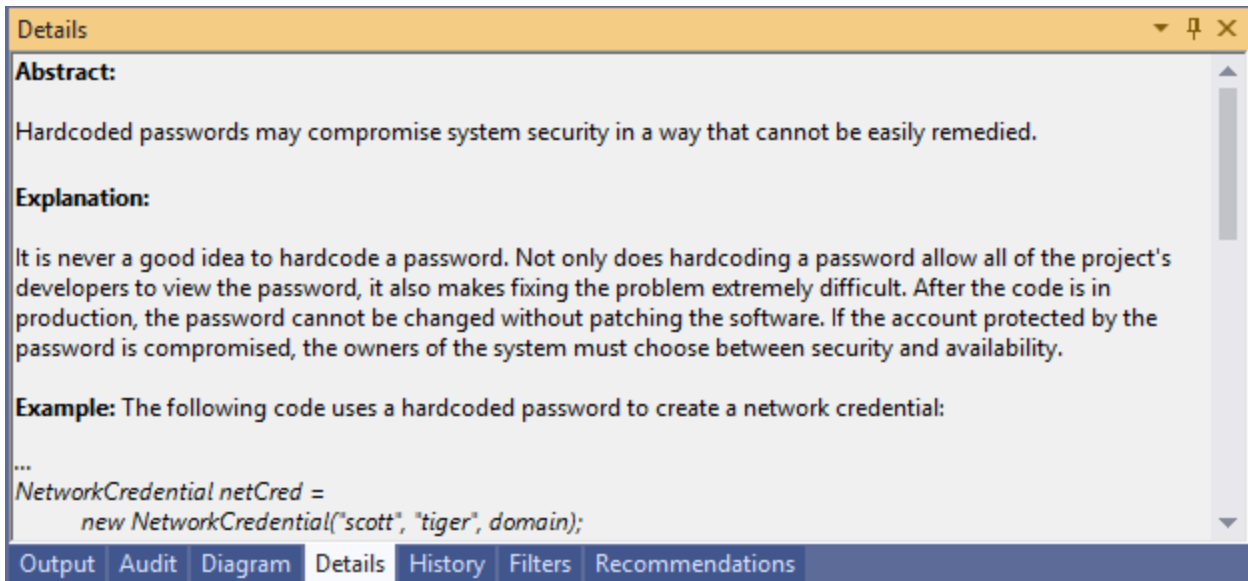 Details
Abstract:
Hardcoded passwords may compromise system security in a way that cannot be easily remedied.
Explanation:
It is never a good idea to hardcode a password. Not only does hardcoding a password allow all of the project's
developers to view the password, it also makes fixing the problem extremely difficult. After the code is in
production, the password cannot be changed without patching the software. If the account protected by the
password is compromised, the owners of the system must choose between security and availability.
Example: The following code uses a hardcoded password to create a network credential:
...
NetworkCredential netCred =
new NetworkCredential("scott", "tiger", domain);
Output Audit Diagram Details History Filters Recommendations